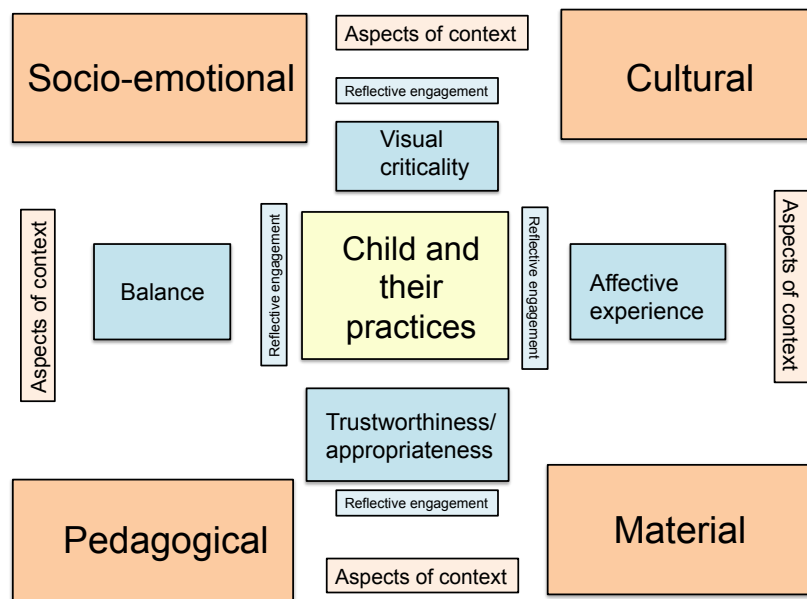 Aspects of context
Socio-emotional
Cultural
Reflective engagement
Visual
criticality
Aspects of context
Balance
Reflective engagement
Child and
their
practices
Reflective engagement
Affective
experience
Aspects of context
Trustworthiness/
appropriateness
Reflective engagement
Pedagogical
Material
Aspects of context